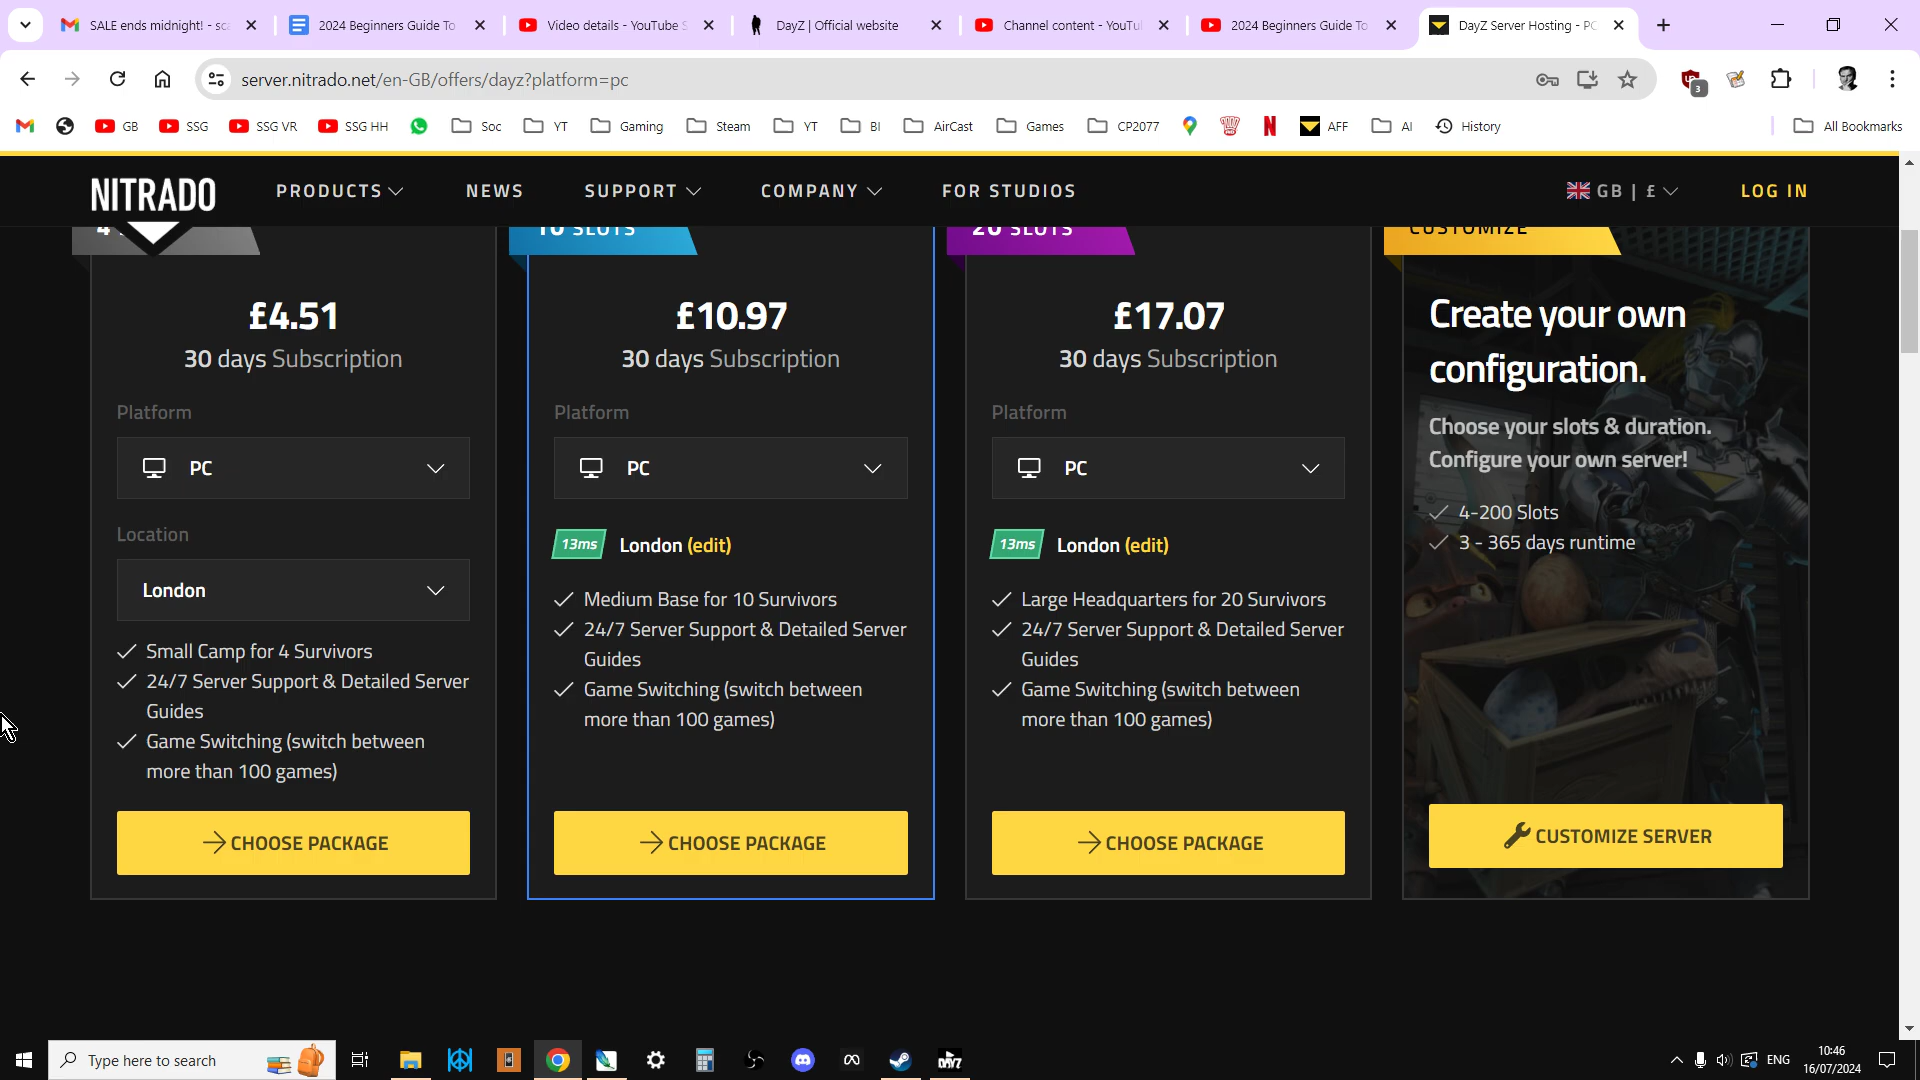 SALE ends midnight! - sc
2024 Beginners Guide To
Video details - YouTube S
DayZ | Official website
Channel content - YouTu
2024 Beginners Guide To
DayZ Server Hosting - PC
server.nitrado.net/en-GB/offers/dayz?platform=pc
3
GB
SSG
SSG VR
SSG HH
Soc
YT
Gaming
Steam
YT
BI
AirCast
Games
CP2077
AFF
AI
History
All Bookmarks
NITRADO
PRODUCTS
NEWS
SUPPORT
COMPANY
FOR STUDIOS
GB | £
LOG IN
10 SLOTS
20 SLOTS
CUSTOMIZE
£4.51
30 days Subscription
Platform
PC
Location
London
Small Camp for 4 Survivors
24/7 Server Support & Detailed Server
Guides
Game Switching (switch between
more than 100 games)
CHOOSE PACKAGE
£10.97
30 days Subscription
Platform
PC
13ms London (edit)
Medium Base for 10 Survivors
24/7 Server Support & Detailed Server
Guides
Game Switching (switch between
more than 100 games)
CHOOSE PACKAGE
£17.07
30 days Subscription
Platform
PC
13ms London (edit)
Large Headquarters for 20 Survivors
24/7 Server Support & Detailed Server
Guides
Game Switching (switch between
more than 100 games)
CHOOSE PACKAGE
Create your own
configuration.
Choose your slots & duration.
Configure your own server!
4-200 Slots
3 - 365 days runtime
CUSTOMIZE SERVER
Type here to search
DAYZ
ENG
10:46
16/07/2024